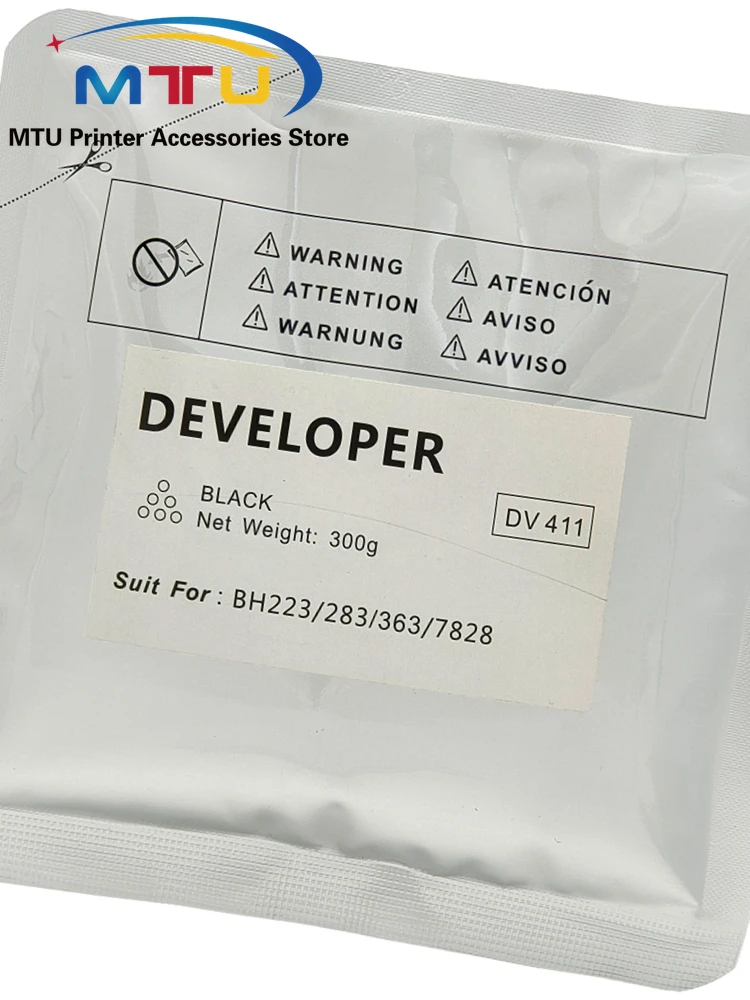 MTU
MTU Printer Accessories Store
WARNING
ATTENTION
WARNUNG
ATENCIÓN
AVISO
AVVISO
DEVELOPER
BLACK
Net Weight: 300g
DV 411
Suit For : BH223/283/363/7828